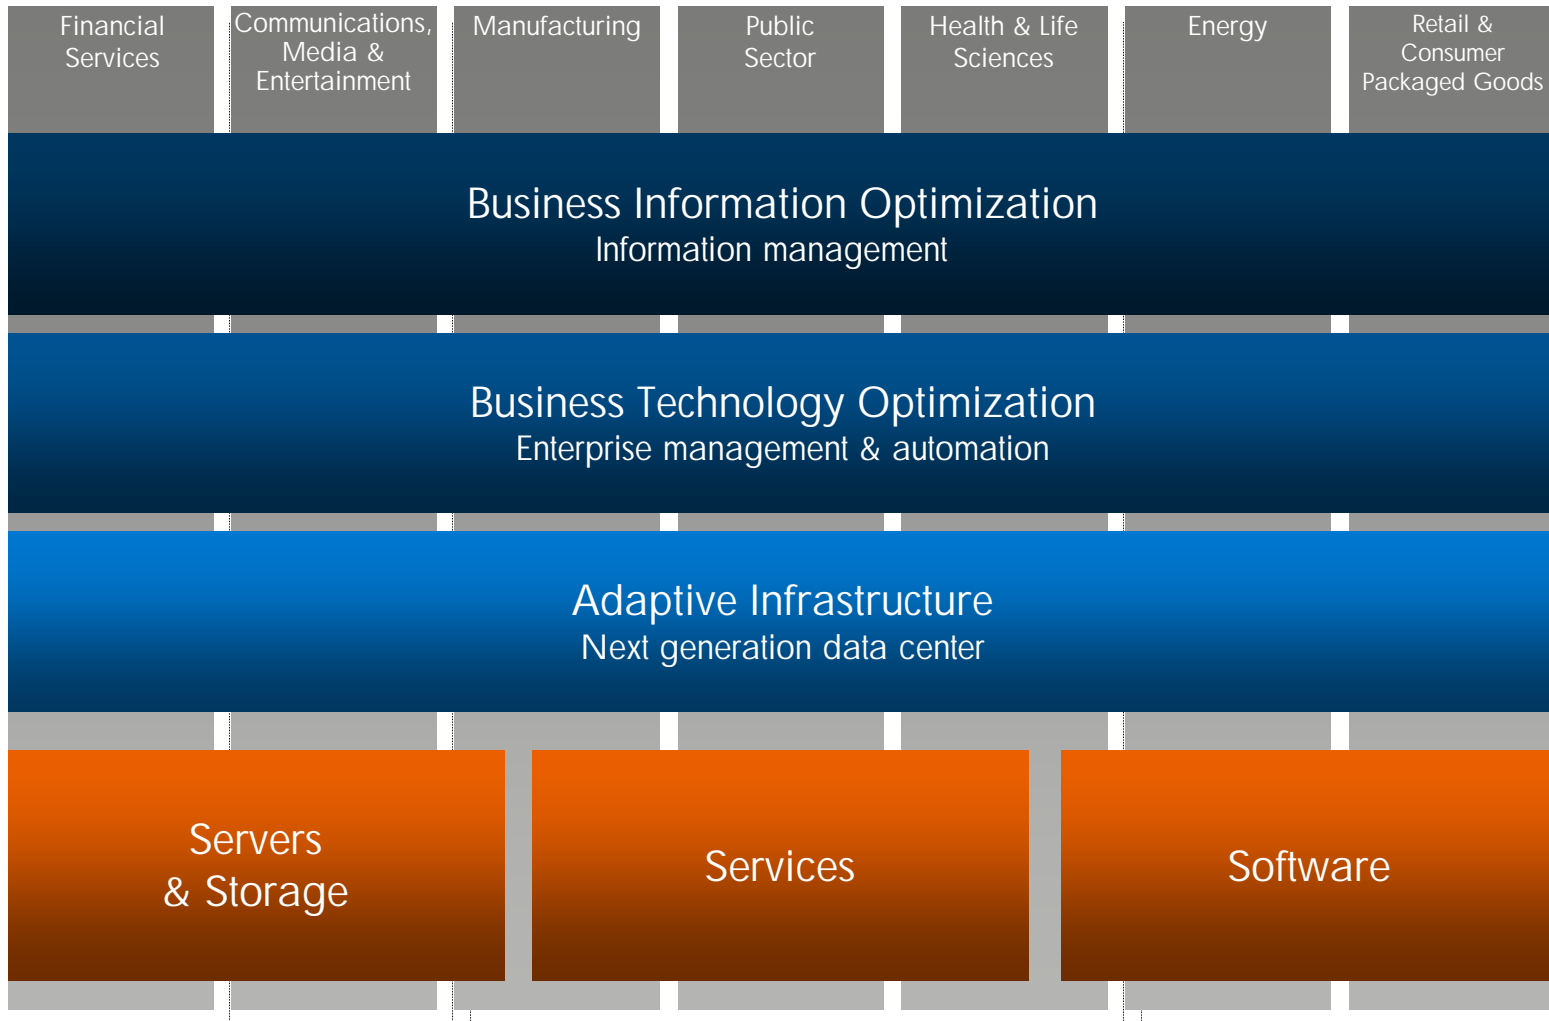 Financial
Services
Communications,
Media &
Entertainment
Manufacturing
Public
Sector
Health & Life
Sciences
Energy
Retail &
Consumer
Packaged Goods
Business Information Optimization
Information management
Business Technology Optimization
Enterprise management & automation
Adaptive Infrastructure
Next generation data center
Servers
& Storage
Services
Software